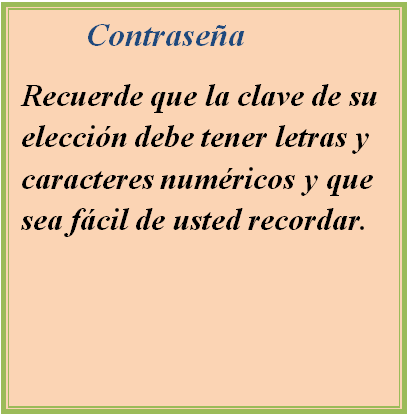 Contraseña
Recuerde que la clave de su
elección debe tener letras y
caracteres numéricos y que
sea fácil de usted recordar.